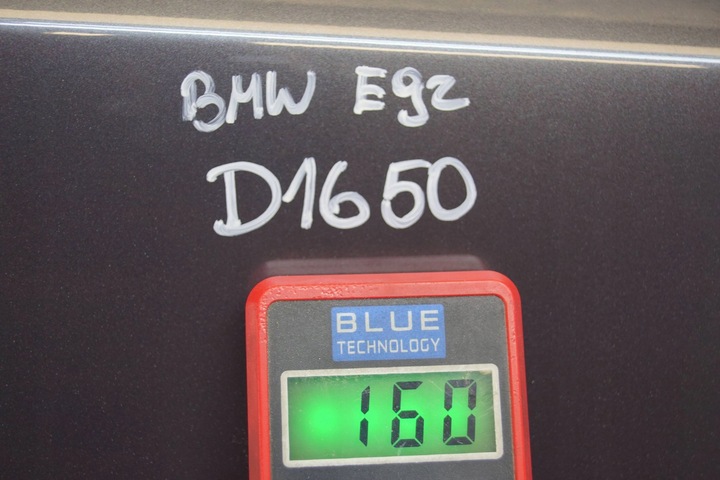 BMW E92
D1650
BLUE
TECHNOLOGY
160